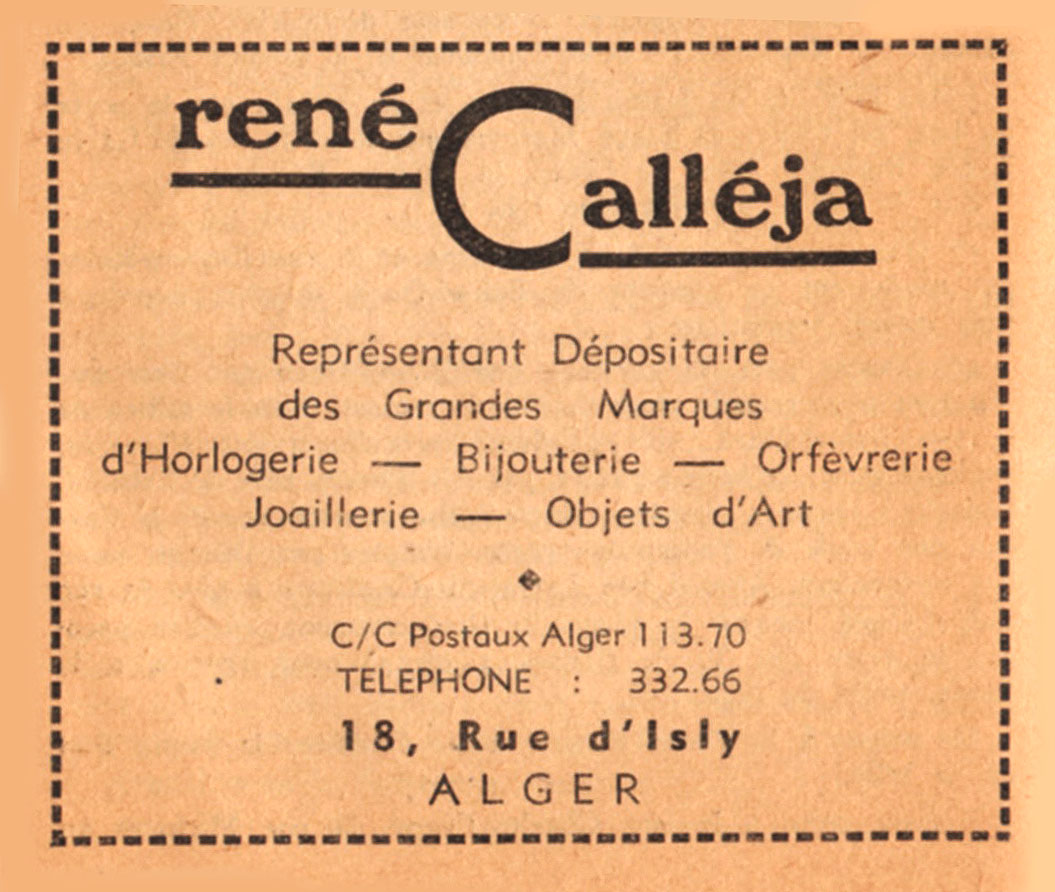 rené Calléja
Représentant Dépositaire
des Grandes Marques
d'Horlogerie — Bijouterie — Orfèvrerie
Joaillerie — Objets d'Art
C/C Postaux Alger 113.70
TELEPHONE : 332.66
18, Rue d'Isly
ALGER